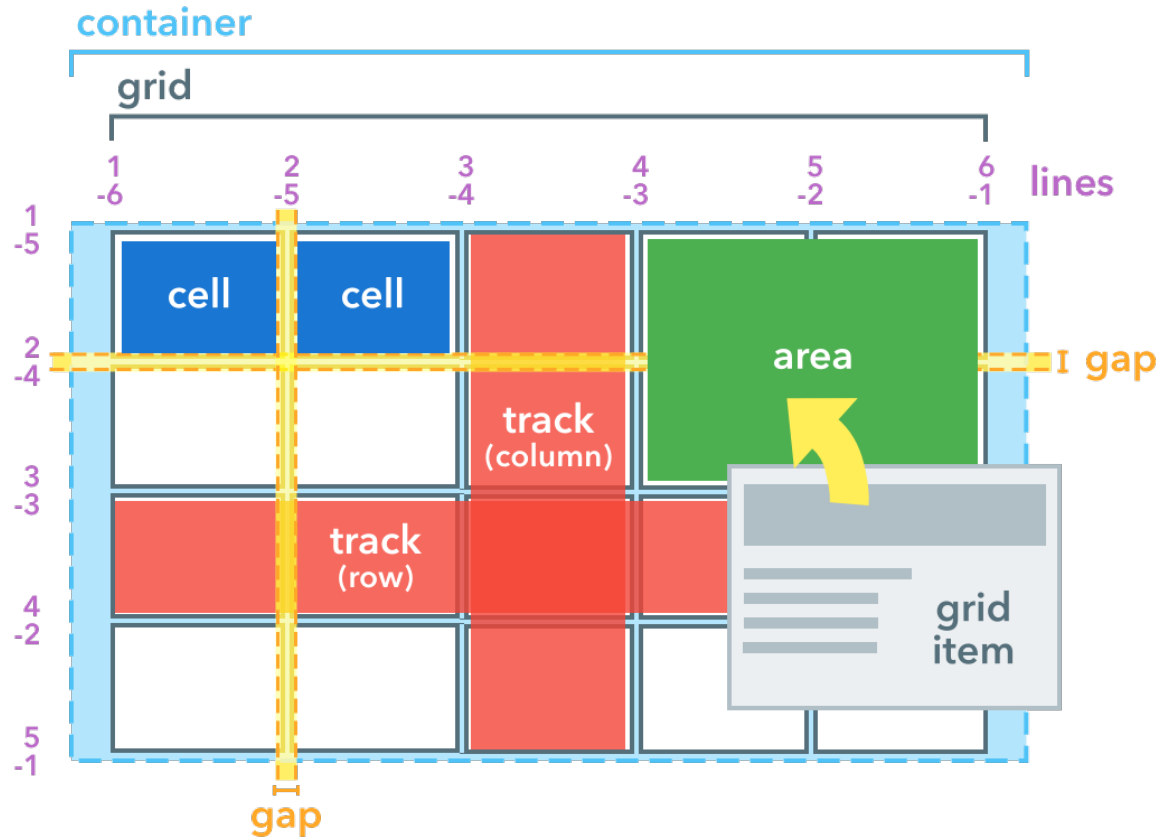 container
grid
1 2 3 4 5 6
-6 -5 -4 -3 -2 -1
lines
1
-5
cell cell
2
-4
area
gap
track
(column)
3
-3
track
(row)
4
-2
grid
item
5
-1
gap